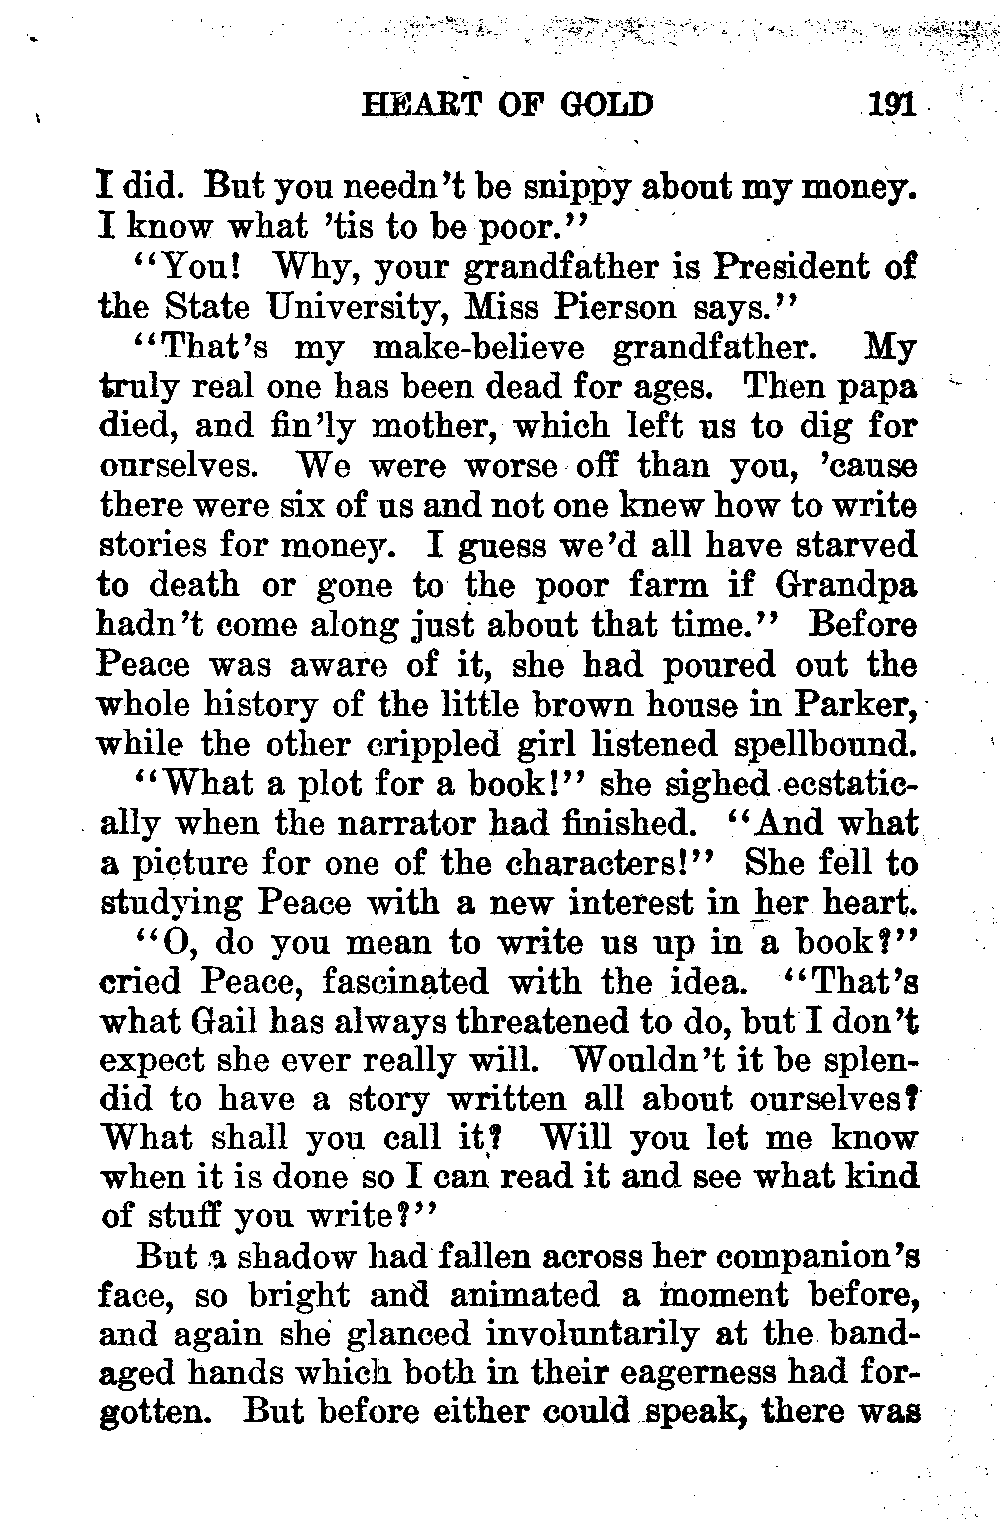 HEART OF GOLD 191
I did. But you needn't be snippy about my money.
I know what 'tis to be poor."
"You! Why, your grandfather is President of
the State University, Miss Pierson says."
"That's my make-believe grandfather. My
truly real one has been dead for ages. Then papa
died, and fin'ly mother, which left us to dig for
ourselves. We were worse off than you, 'cause
there were six of us and not one knew how to write
stories for money. I guess we'd all have starved
to death or gone to the poor farm if Grandpa
hadn't come along just about that time." Before
Peace was aware of it, she had poured out the
whole history of the little brown house in Parker,
while the other crippled girl listened spellbound.
"What a plot for a book!" she sighed ecstatic-
ally when the narrator had finished. "And what
a picture for one of the characters!" She fell to
studying Peace with a new interest in her heart.
"O, do you mean to write us up in a book?"
cried Peace, fascinated with the idea. "That's
what Gail has always threatened to do, but I don't
expect she ever really will. Wouldn't it be splen-
did to have a story written all about ourselves?
What shall you call it? Will you let me know
when it is done so I can read it and see what kind
of stuff you write?"
But a shadow had fallen across her companion's
face, so bright and animated a moment before,
and again she glanced involuntarily at the band-
aged hands which both in their eagerness had for-
gotten. But before either could speak, there was